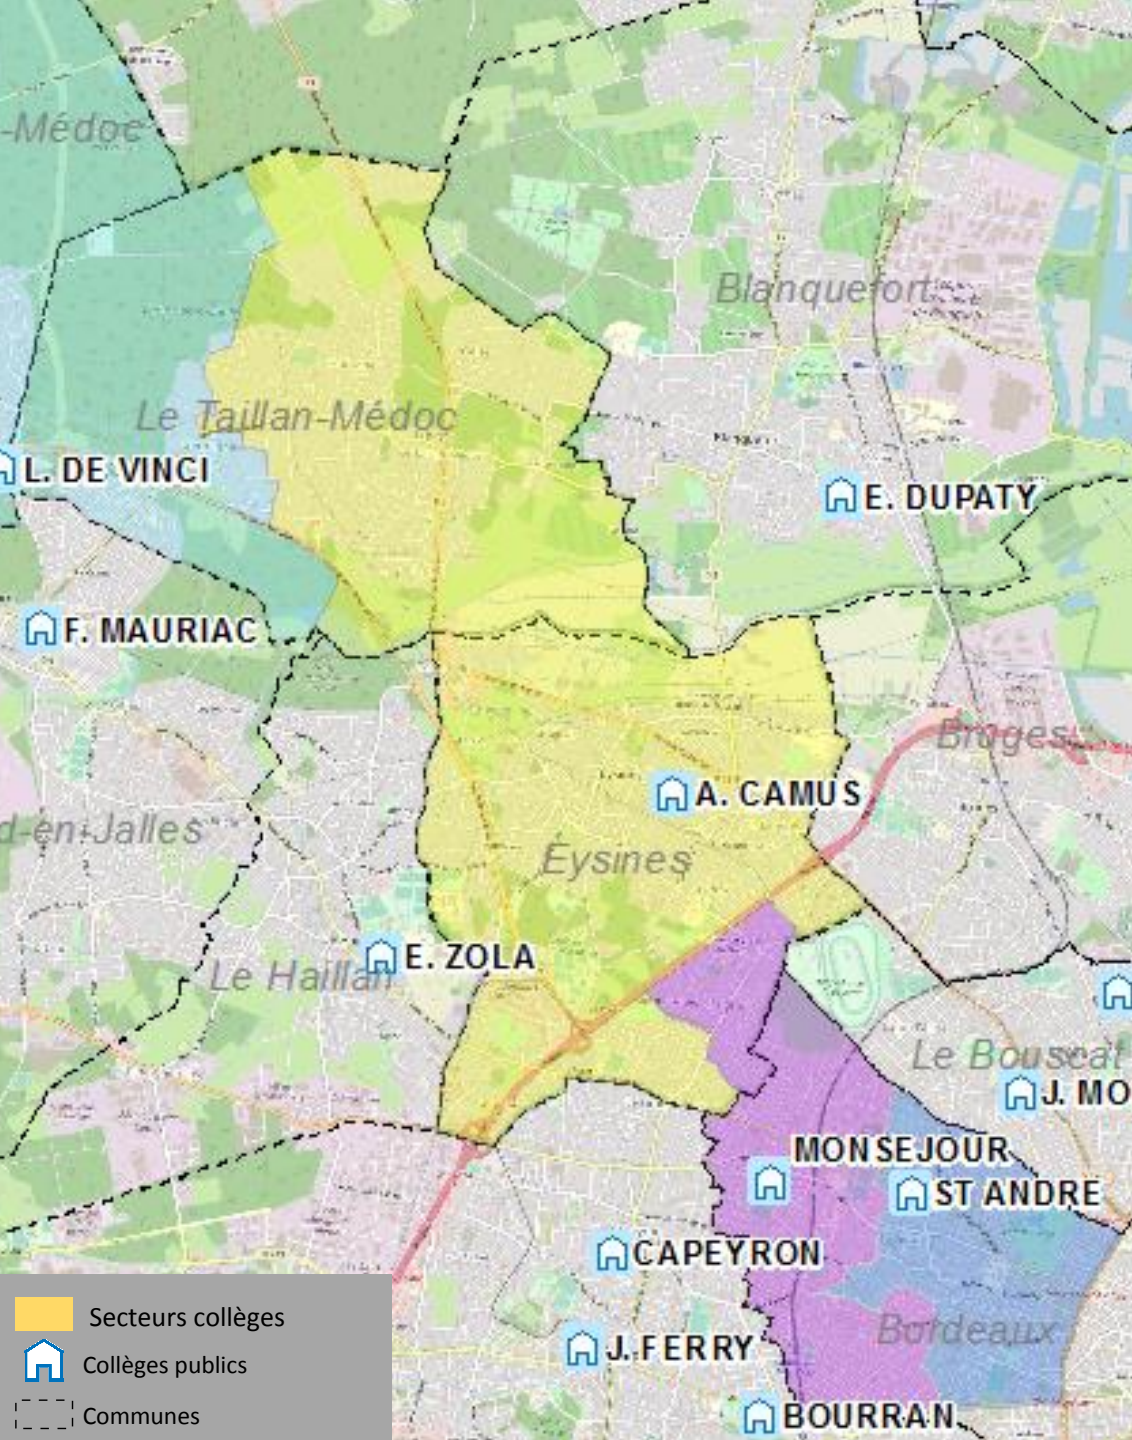 -Médoc
Blanquefort
Le Taillan-Médoc
L. DE VINCI
E. DUPATY
F. MAURIAC
Bruges
A. CAMUS
d-en-Jalles
Éysines
E. ZOLA
Le Haillan
Le Bouscat
J. MO
MONSEJOUR
ST ANDRE
CAPEYRON
Bordeaux
J. FERRY
BOURRAN
Secteurs collèges
Collèges publics
Communes